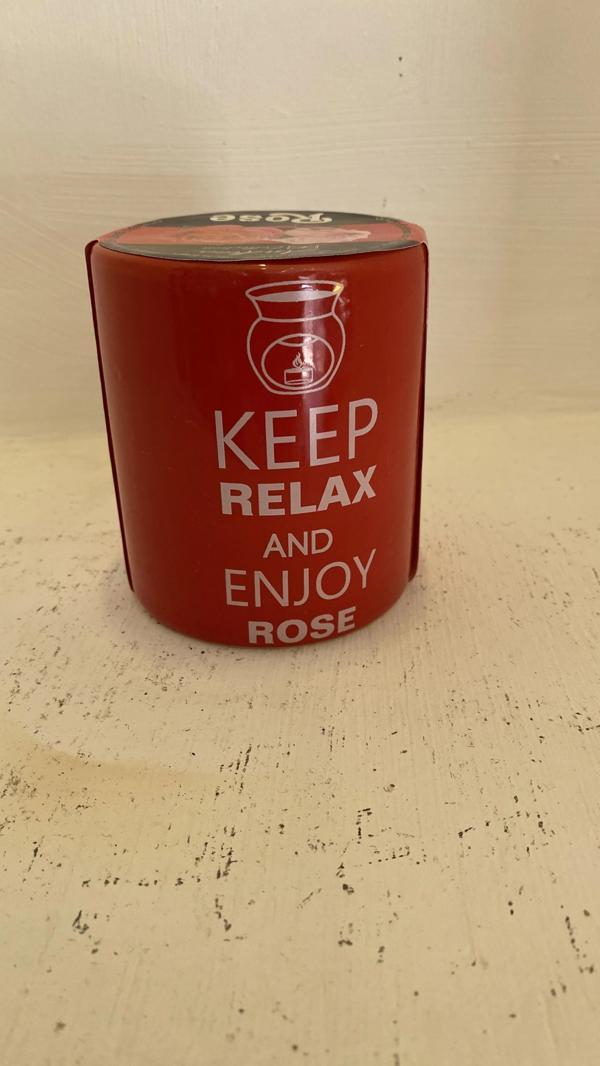 Rose
KEEP
RELAX
AND
ENJOY
ROSE